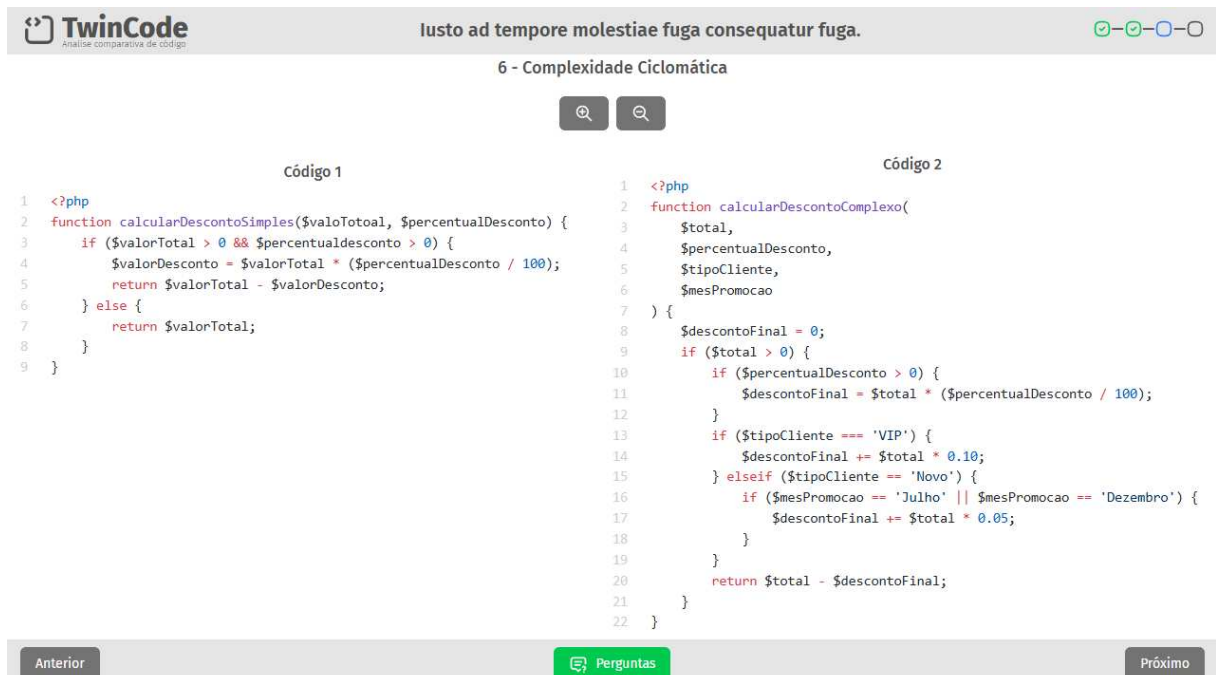 TwinCode
Analise comparativa de código
Iusto ad tempore molestiae fuga consequatur fuga.
6 - Complexidade Ciclomática
Código 1
1 <?php
2 function calcularDescontoSimples($valoTotoal, $percentualDesconto) {
3 if ($valorTotal > 0 && $percentualdesconto > 0) {
4 $valorDesconto = $valorTotal * ($percentualDesconto / 100);
5 return $valorTotal - $valorDesconto;
6 } else {
7 return $valorTotal;
8 }
9 }
Código 2
1 <?php
2 function calcularDescontoComplexo(
3 $total,
4 $percentualDesconto,
5 $tipoCliente,
6 $mesPromocao
7 ) {
8 $descontoFinal = 0;
9 if ($total > 0) {
10 if ($percentualDesconto > 0) {
11 $descontoFinal = $total * ($percentualDesconto / 100);
12 }
13 if ($tipoCliente === 'VIP') {
14 $descontoFinal += $total * 0.10;
15 } elseif ($tipoCliente == 'Novo') {
16 if ($mesPromocao == 'Julho' || $mesPromocao == 'Dezembro') {
17 $descontoFinal += $total * 0.05;
18 }
19 }
20 return $total - $descontoFinal;
21 }
22 }
Anterior
Perguntas
Próximo